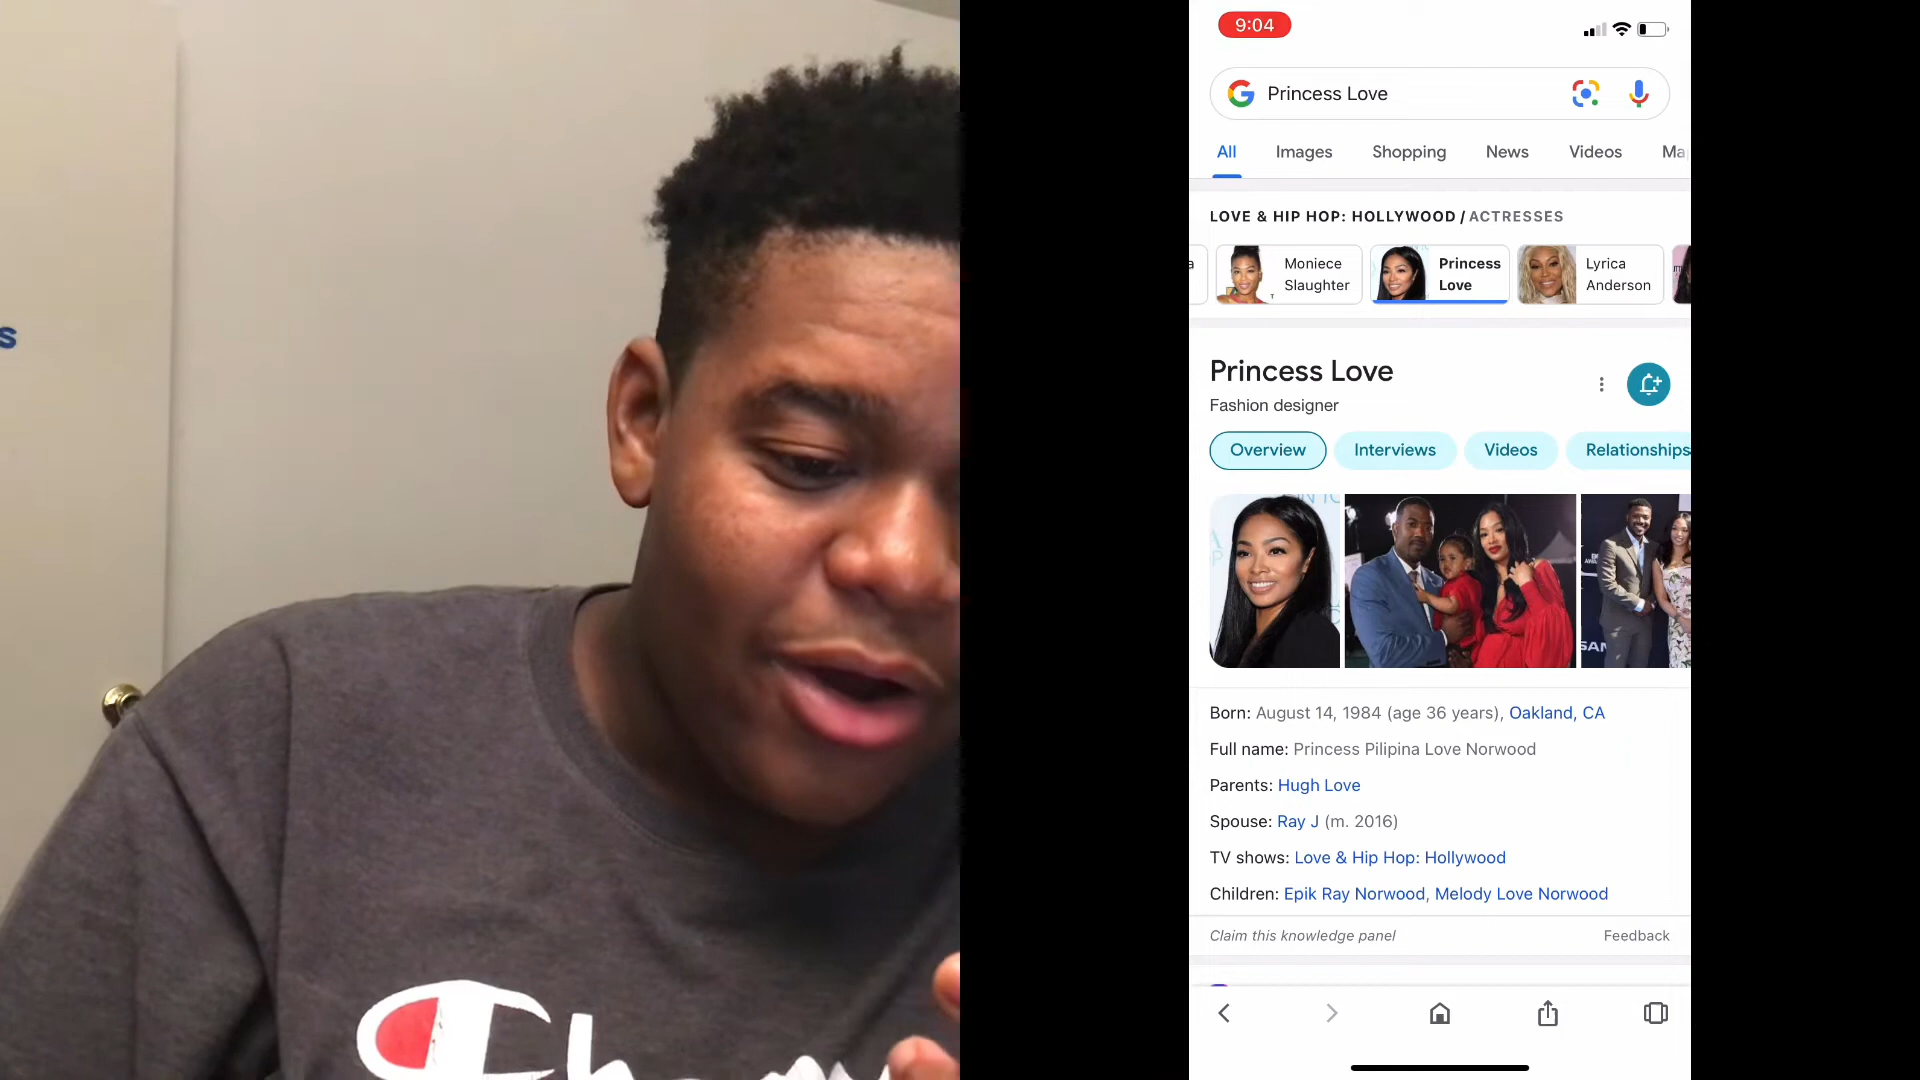 s
Champ
9:04
Princess Love
All Images Shopping News Videos Ma
LOVE & HIP HOP: HOLLYWOOD / ACTRESSES
a
Moniece
Slaughter
Princess
Love
Lyrica
Anderson
Princess Love
Fashion designer
Overview Interviews Videos Relationships
Born: August 14, 1984 (age 36 years), Oakland, CA
Full name: Princess Pilipina Love Norwood
Parents: Hugh Love
Spouse: Ray J (m. 2016)
TV shows: Love & Hip Hop: Hollywood
Children: Epik Ray Norwood, Melody Love Norwood
Claim this knowledge panel Feedback